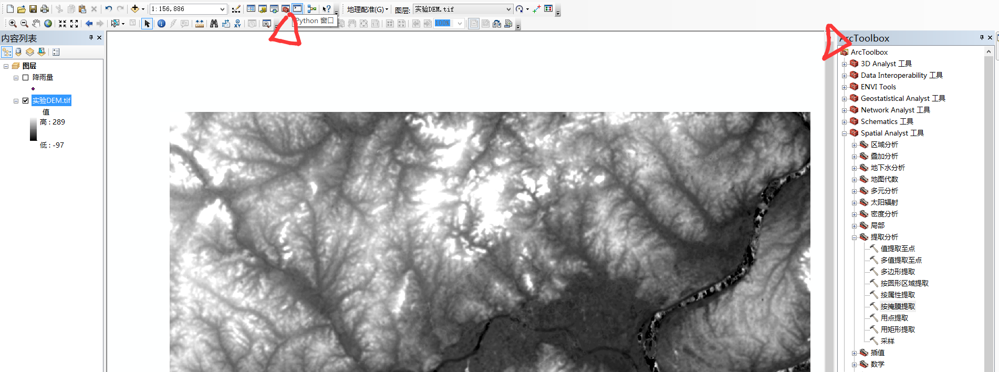 1:156,886
地理配准(G)
图层:
实验DEM.tif
Python 窗口
100%
内容列表
图层
降雨量
实验DEM.tif
值
高 : 289
低 : -97
ArcToolbox
ArcToolbox
3D Analyst 工具
Data Interoperability 工具
ENVI Tools
Geostatistical Analyst 工具
Network Analyst 工具
Schematics 工具
Spatial Analyst 工具
区域分析
叠加分析
地下水分析
地图代数
多元分析
太阳辐射
密度分析
局部
提取分析
值提取至点
多值提取至点
多边形提取
按圆形区域提取
按属性提取
按掩膜提取
用点提取
用矩形提取
采样
插值
数学